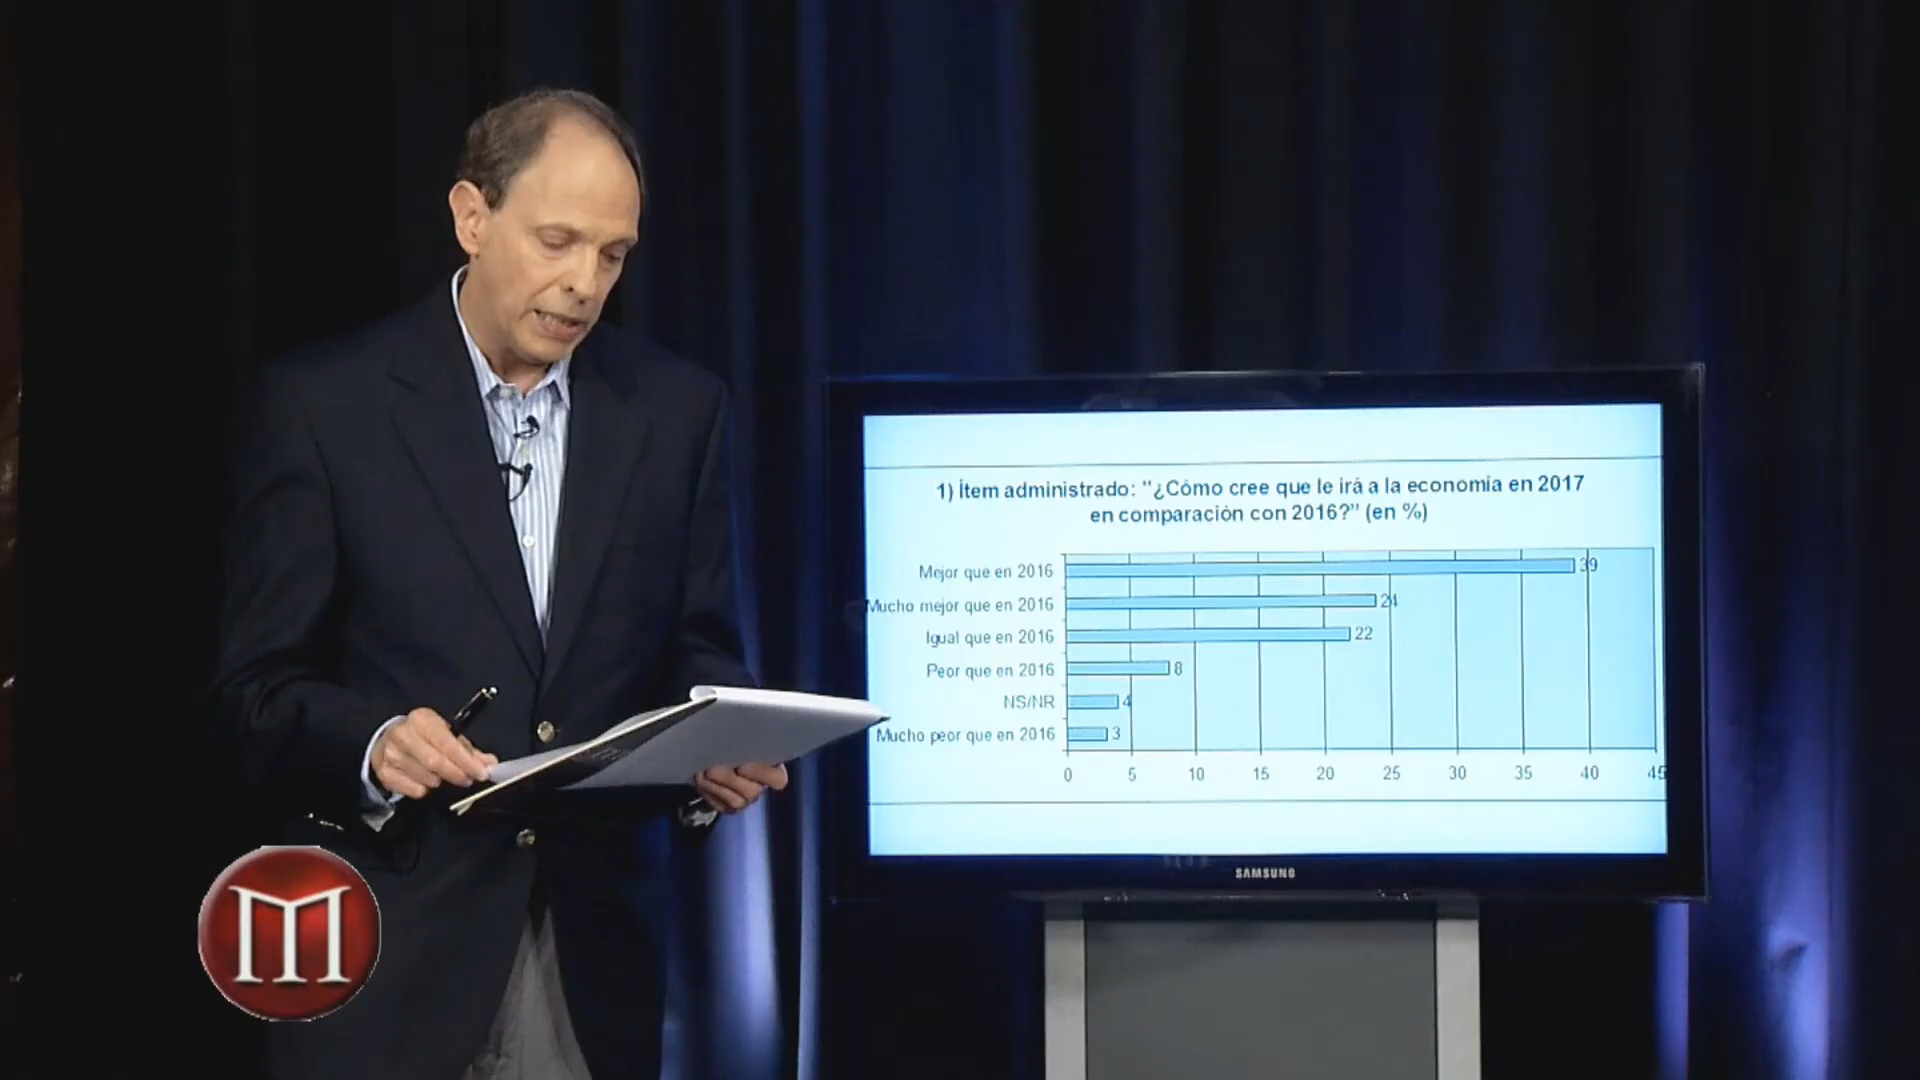 1) Ítem administrado: "¿Cómo cree que le irá a la economía en 2017
en comparación con 2016?" (en %)
Mejor que en 2016 39
Mucho mejor que en 2016 24
Igual que en 2016 22
Peor que en 2016 8
NS/NR 4
Mucho peor que en 2016 3
0 5 10 15 20 25 30 35 40 45
SAMSUNG
M